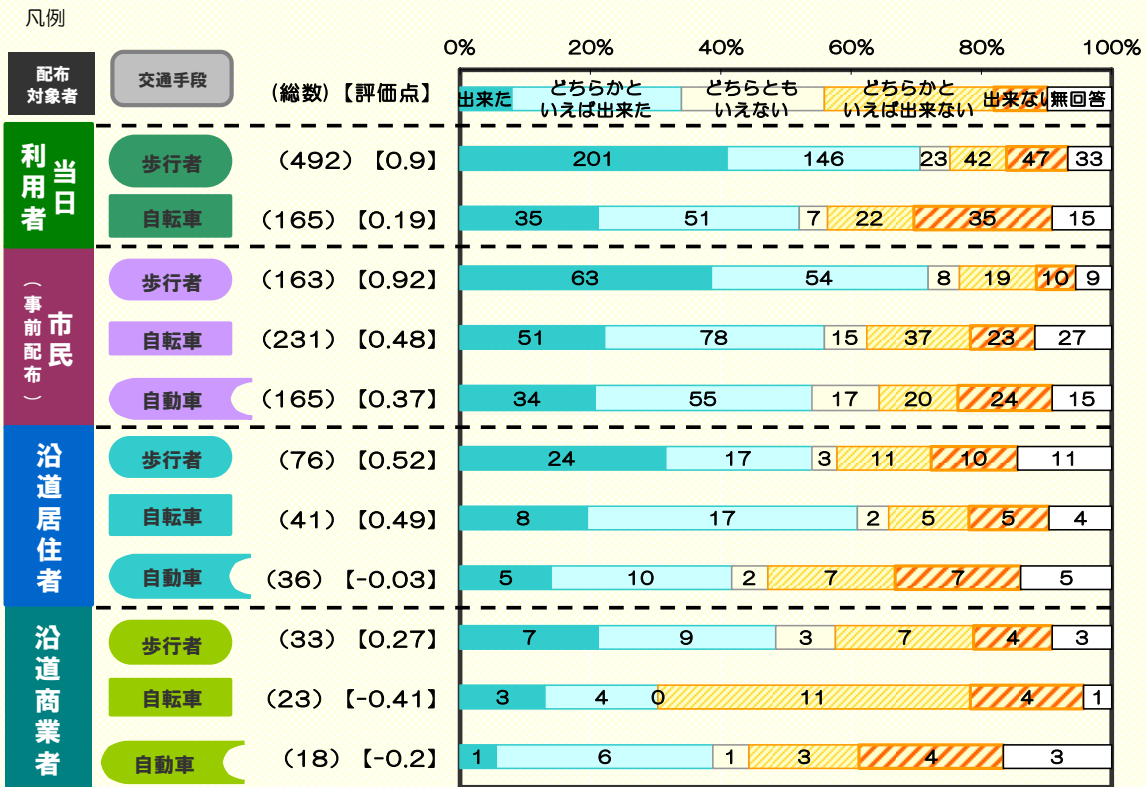 凡例
0% 20% 40% 60% 80% 100%
配布
対象者
交通手段
(総数)【評価点】
出来た
どちらかと
いえば出来た
どちらとも
いえない
どちらかと
いえば出来ない
出来ない
無回答
当日
利用者
歩行者 (492)【0.9】 201 146 23 42 47 33
自転車 (165)【0.19】 35 51 7 22 35 15
市民
（事前配布）
歩行者 (163)【0.92】 63 54 8 19 10 9
自転車 (231)【0.48】 51 78 15 37 23 27
自動車 (165)【0.37】 34 55 17 20 24 15
沿道居住者
歩行者 (76)【0.52】 24 17 3 11 10 11
自転車 (41)【0.49】 8 17 2 5 5 4
自動車 (36)【-0.03】 5 10 2 7 7 5
沿道商業者
歩行者 (33)【0.27】 7 9 3 7 4 3
自転車 (23)【-0.41】 3 4 0 11 4 1
自動車 (18)【-0.2】 1 6 1 3 4 3